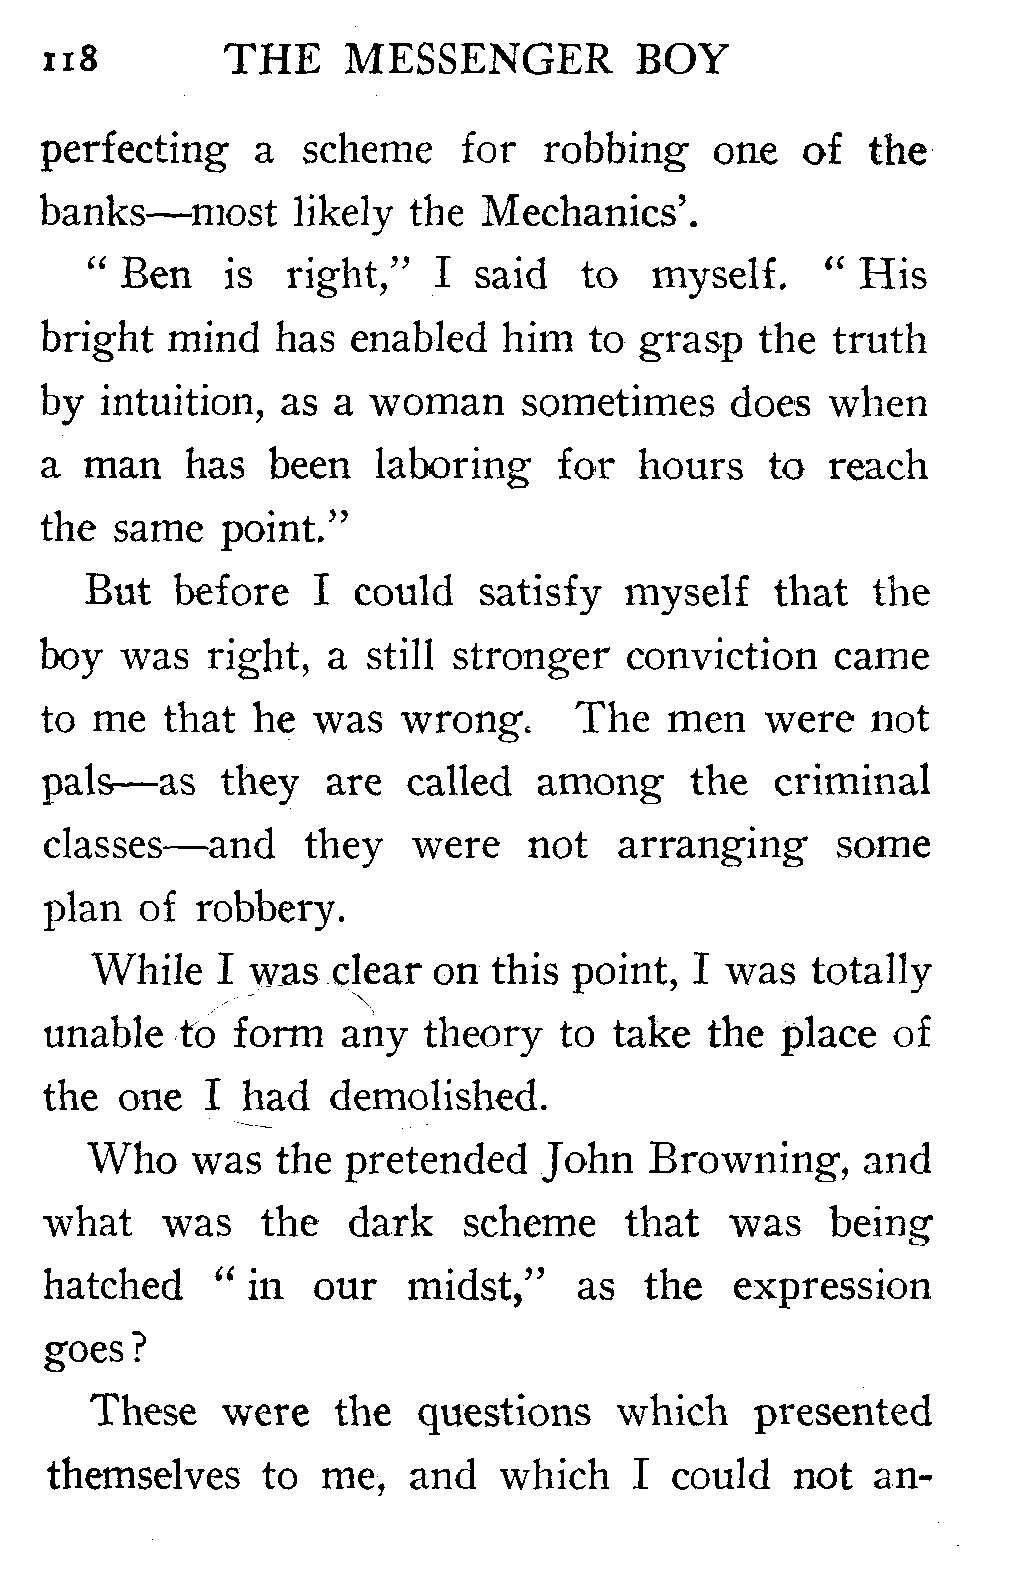 118 THE MESSENGER BOY
perfecting a scheme for robbing one of the
banks—most likely the Mechanics’.
“ Ben is right,” I said to myself. “ His
bright mind has enabled him to grasp the truth
by intuition, as a woman sometimes does when
a man has been laboring for hours to reach
the same point.”
But before I could satisfy myself that the
boy was right, a still stronger conviction came
to me that he was wrong. The men were not
pals—as they are called among the criminal
classes—and they were not arranging some
plan of robbery.
While I was clear on this point, I was totally
unable to form any theory to take the place of
the one I had demolished.
Who was the pretended John Browning, and
what was the dark scheme that was being
hatched “ in our midst,” as the expression
goes?
These were the questions which presented
themselves to me, and which I could not an-